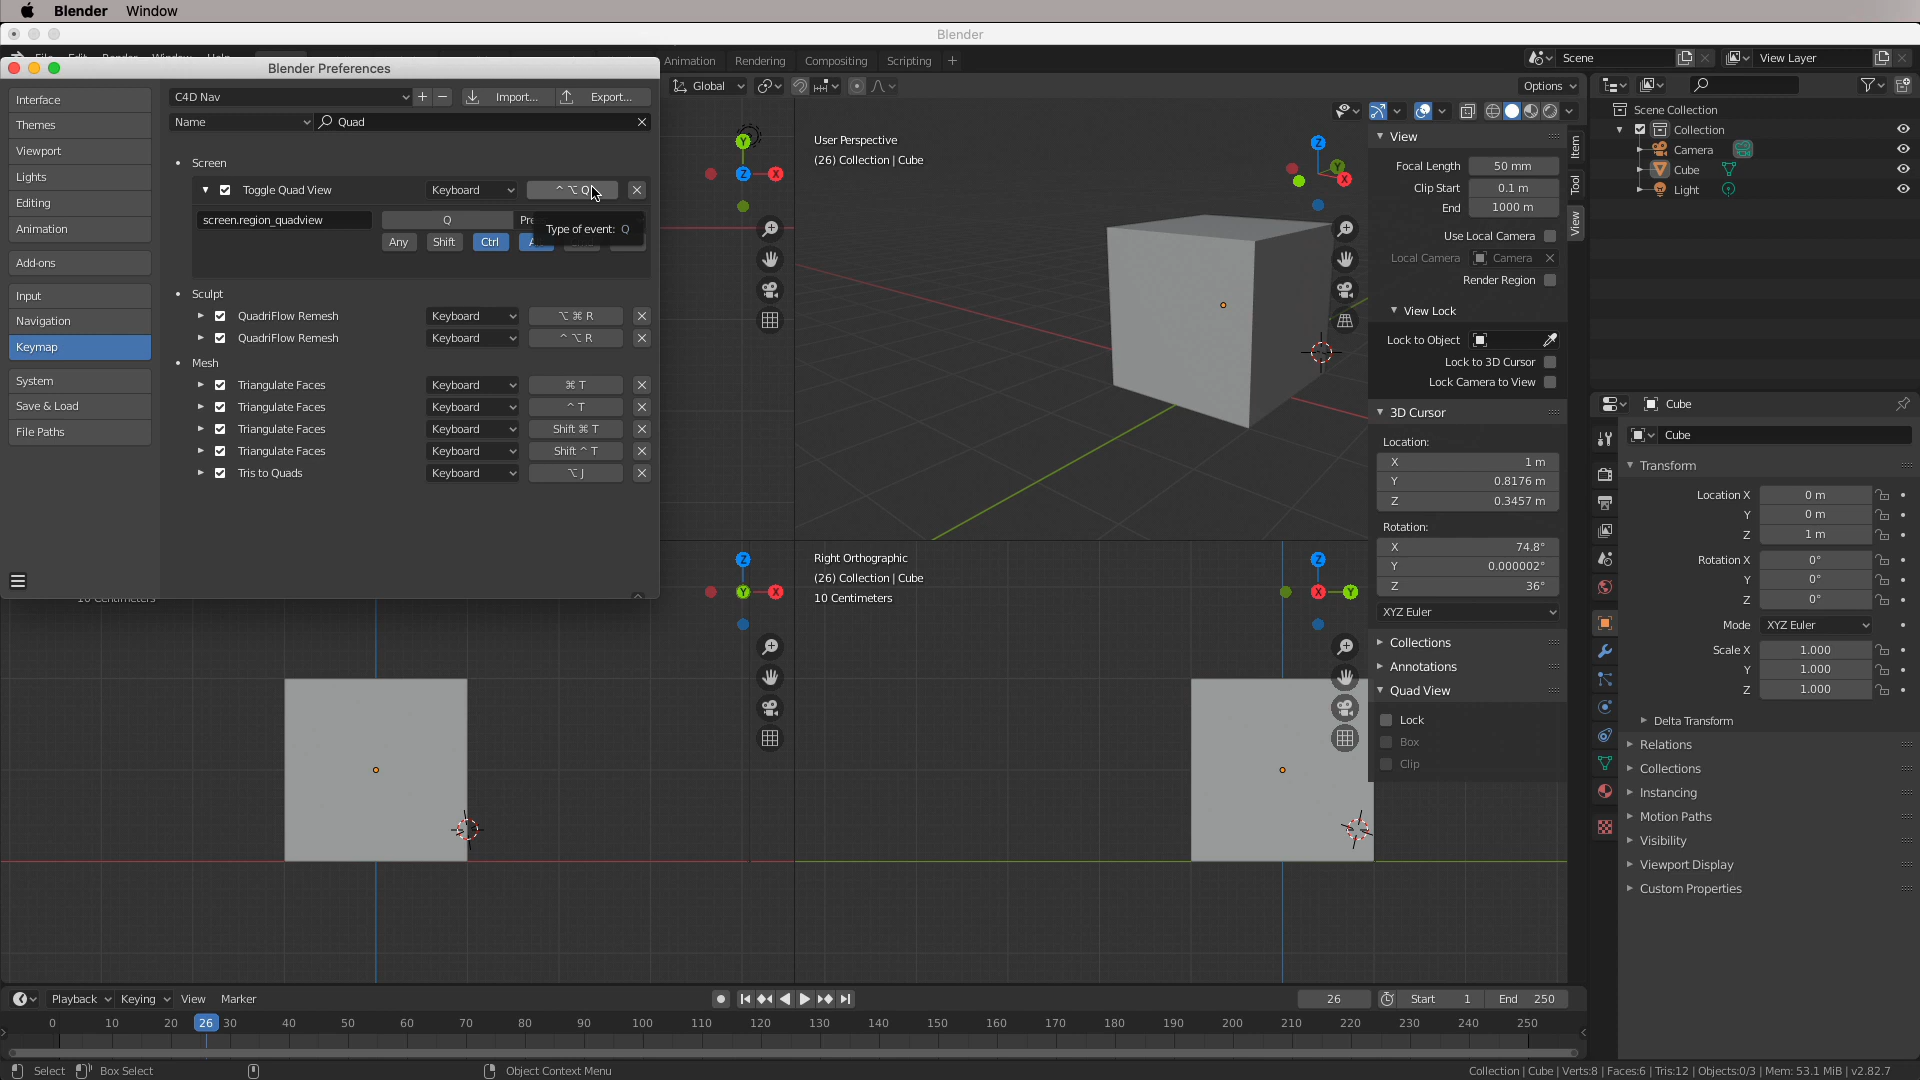 Blender Window
Blender
Animation Rendering Compositing Scripting +
Scene
View Layer
Blender Preferences
Interface
Themes
Viewport
Lights
Editing
Animation
Add-ons
Input
Navigation
Keymap
System
Save & Load
File Paths
C4D Nav
Import...
Export...
Name
Quad
Screen
Toggle Quad View Keyboard ^ ⌥ Q
screen.region_quadview Q
Type of event: Q
Any Shift Ctrl
Sculpt
QuadriFlow Remesh Keyboard ⌥ ⌘ R
QuadriFlow Remesh Keyboard ^ ⌥ R
Mesh
Triangulate Faces Keyboard ⌘ T
Triangulate Faces Keyboard ^ T
Triangulate Faces Keyboard Shift ⌘ T
Triangulate Faces Keyboard Shift ^ T
Tris to Quads Keyboard ⌥ J
Global
Options
User Perspective
(26) Collection | Cube
Right Orthographic
(26) Collection | Cube
10 Centimeters
10 Centimeters
Item
Tool
View
View
Focal Length 50 mm
Clip Start 0.1 m
End 1000 m
Use Local Camera
Local Camera Camera
Render Region
View Lock
Lock to Object
Lock to 3D Cursor
Lock Camera to View
3D Cursor
Location:
X 1 m
Y 0.8176 m
Z 0.3457 m
Rotation:
X 74.8°
Y 0.000002°
Z 36°
XYZ Euler
Collections
Annotations
Quad View
Lock
Box
Clip
Scene Collection
Collection
Camera
Cube
Light
Cube
Cube
Transform
Location X 0 m
Y 0 m
Z 1 m
Rotation X 0°
Y 0°
Z 0°
Mode XYZ Euler
Scale X 1.000
Y 1.000
Z 1.000
Delta Transform
Relations
Collections
Instancing
Motion Paths
Visibility
Viewport Display
Custom Properties
Playback Keying View Marker
26 Start 1 End 250
0 10 20 26 30 40 50 60 70 80 90 100 110 120 130 140 150 160 170 180 190 200 210 220 230 240 250
Select Box Select Object Context Menu
Collection | Cube | Verts:8 | Faces:6 | Tris:12 | Objects:0/3 | Mem: 53.1 MiB | v2.82.7